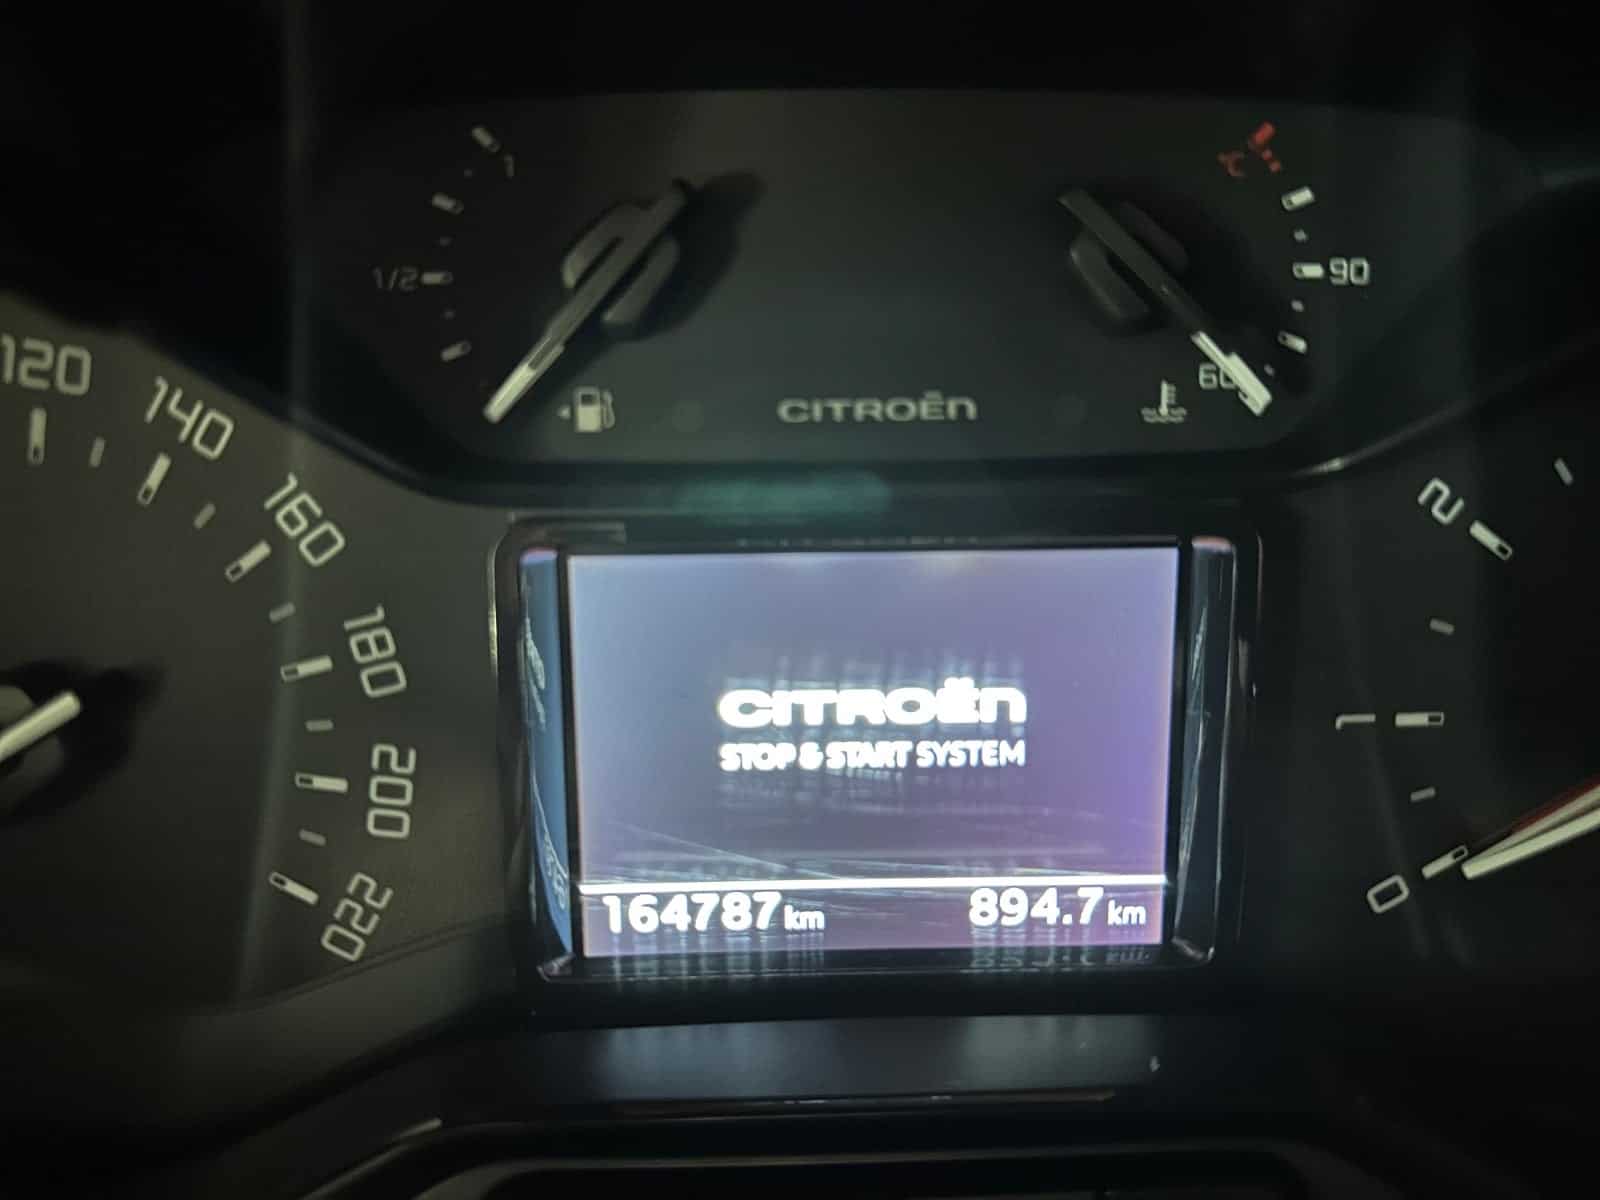 1
°C
1/2
90
60
CITROËN
120
140
160
180
200
220
2
1
0
CITROËN
STOP & START SYSTEM
164787 km
894.7 km